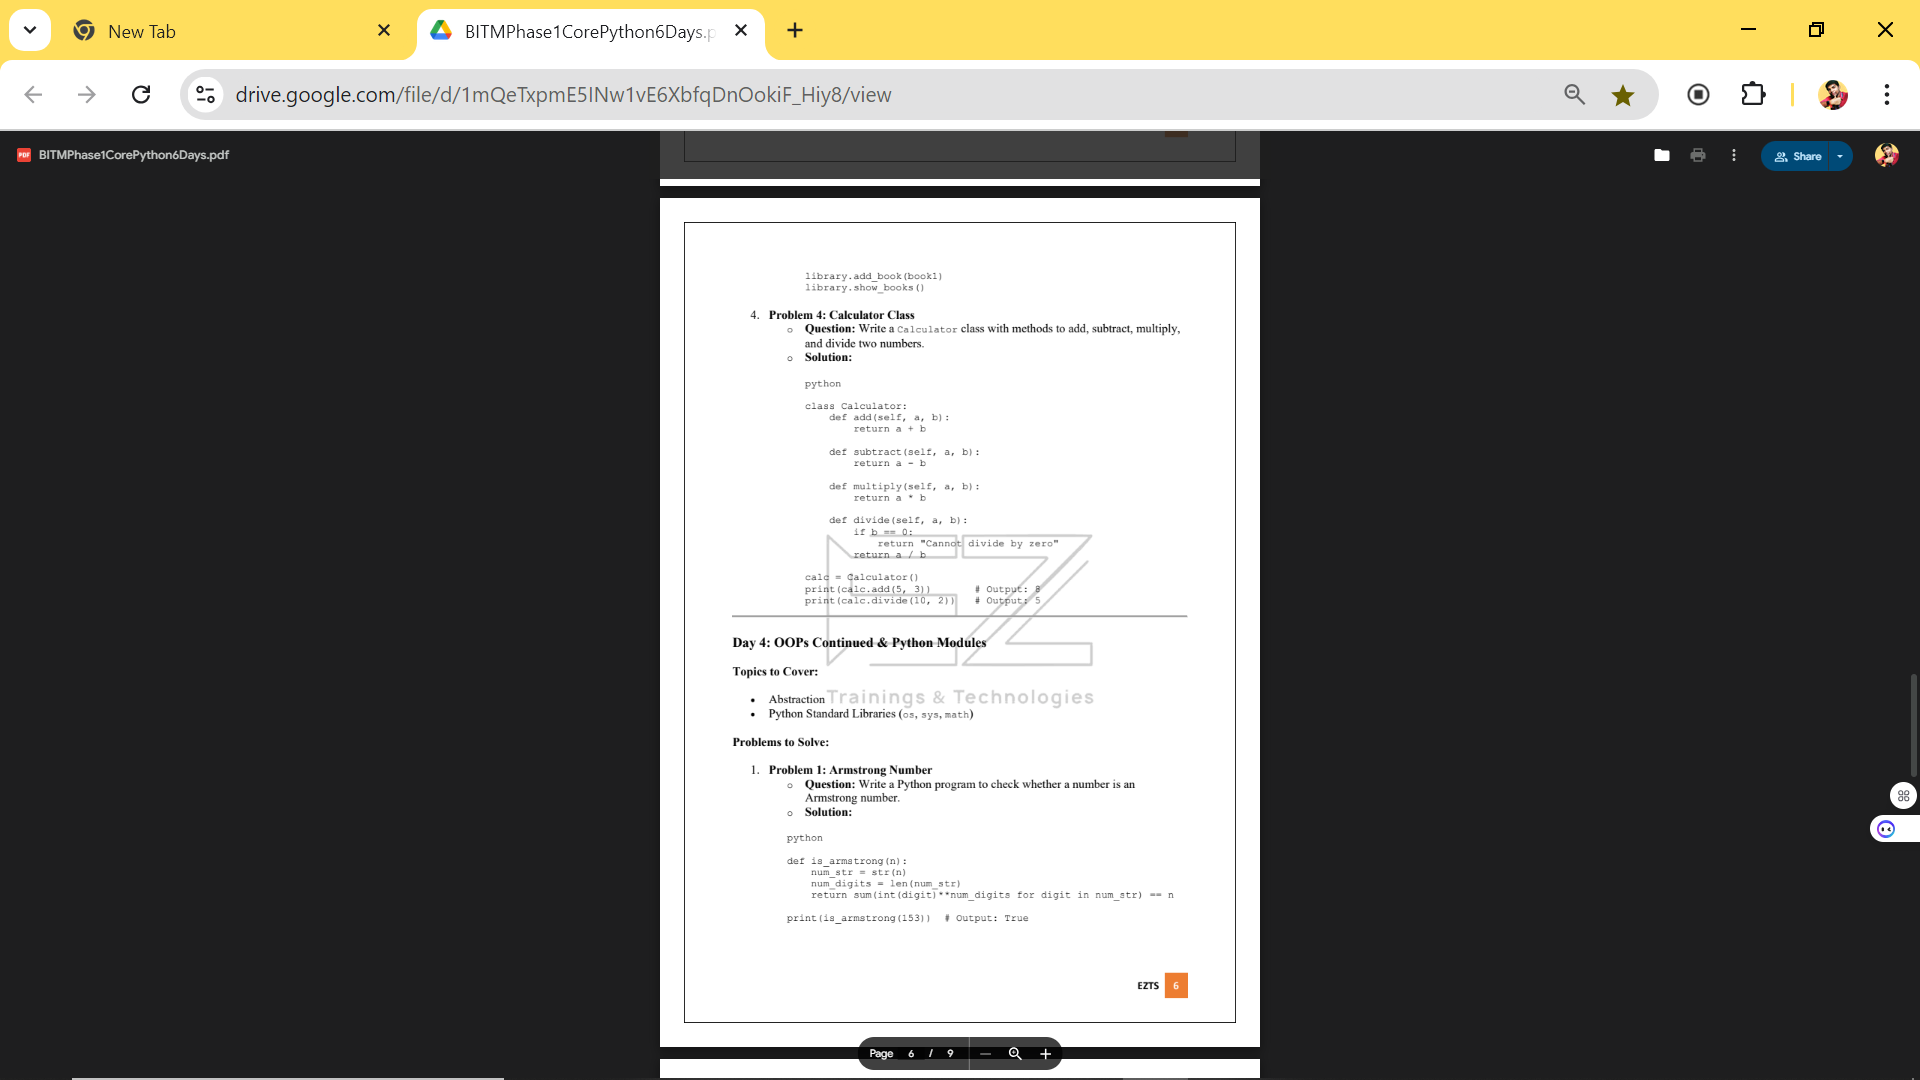 New Tab
BITMPhase1CorePython6Days.p
drive.google.com/file/d/1mQeTxpmE5INw1vE6XbfqDnOokiF_Hiy8/view
BITMPhase1CorePython6Days.pdf
Share
library.add_book(book1)
library.show_books()
4. Problem 4: Calculator Class
o Question: Write a Calculator class with methods to add, subtract, multiply,
and divide two numbers.
o Solution:
python
class Calculator:
def add(self, a, b):
return a + b
def subtract(self, a, b):
return a - b
def multiply(self, a, b):
return a * b
def divide(self, a, b):
if b == 0:
return "Cannot divide by zero"
return a / b
calc = Calculator()
print(calc.add(5, 3)) # Output: 8
print(calc.divide(10, 2)) # Output: 5
EZ
Trainings & Technologies
Day 4: OOPs Continued & Python Modules
Topics to Cover:
• Abstraction
• Python Standard Libraries (os, sys, math)
Problems to Solve:
1. Problem 1: Armstrong Number
o Question: Write a Python program to check whether a number is an
Armstrong number.
o Solution:
python
def is_armstrong(n):
num_str = str(n)
num_digits = len(num_str)
return sum(int(digit)**num_digits for digit in num_str) == n
print(is_armstrong(153)) # Output: True
EZTS 6
Page 6 / 9